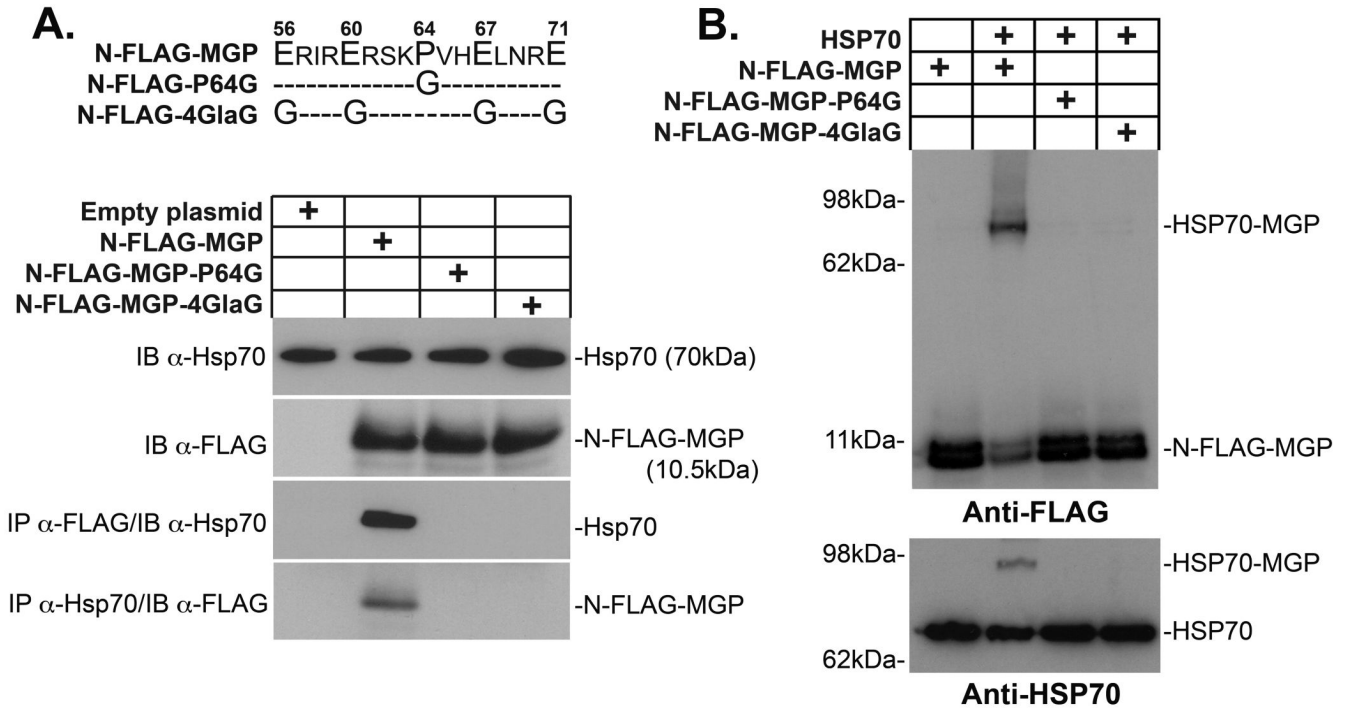 A.
56 60 64 67 71
N-FLAG-MGP ERIRERSKPVHELNRE
N-FLAG-P64G ---------------G-------------
N-FLAG-4GlaG G----G---------G----G
Empty plasmid +
N-FLAG-MGP +
N-FLAG-MGP-P64G +
N-FLAG-MGP-4GlaG +
IB α-Hsp70 -Hsp70 (70kDa)
IB α-FLAG -N-FLAG-MGP
(10.5kDa)
IP α-FLAG/IB α-Hsp70 -Hsp70
IP α-Hsp70/IB α-FLAG -N-FLAG-MGP
B.
HSP70 + + +
N-FLAG-MGP + +
N-FLAG-MGP-P64G +
N-FLAG-MGP-4GlaG +
98kDa-
-HSP70-MGP
62kDa-
11kDa- -N-FLAG-MGP
Anti-FLAG
98kDa- -HSP70-MGP
-HSP70
62kDa-
Anti-HSP70